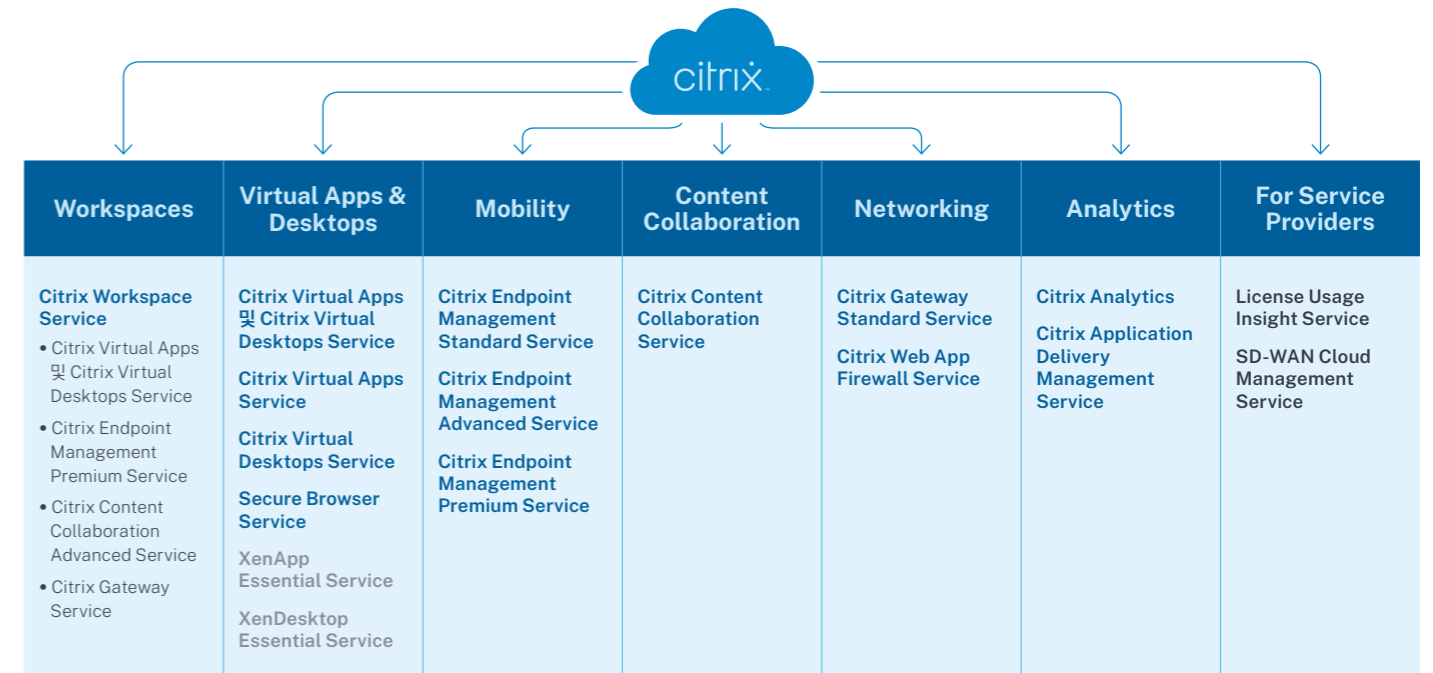 citrix
Workspaces
Virtual Apps &
Desktops
Mobility
Content
Collaboration
Networking
Analytics
For Service
Providers
Citrix Workspace
Service
• Citrix Virtual Apps
및 Citrix Virtual
Desktops Service
• Citrix Endpoint
Management
Premium Service
• Citrix Content
Collaboration
Advanced Service
• Citrix Gateway
Service
Citrix Virtual Apps
및 Citrix Virtual
Desktops Service
Citrix Virtual Apps
Service
Citrix Virtual
Desktops Service
Secure Browser
Service
XenApp
Essential Service
XenDesktop
Essential Service
Citrix Endpoint
Management
Standard Service
Citrix Endpoint
Management
Advanced Service
Citrix Endpoint
Management
Premium Service
Citrix Content
Collaboration
Service
Citrix Gateway
Standard Service
Citrix Web App
Firewall Service
Citrix Analytics
Citrix Application
Delivery
Management
Service
License Usage
Insight Service
SD-WAN Cloud
Management
Service